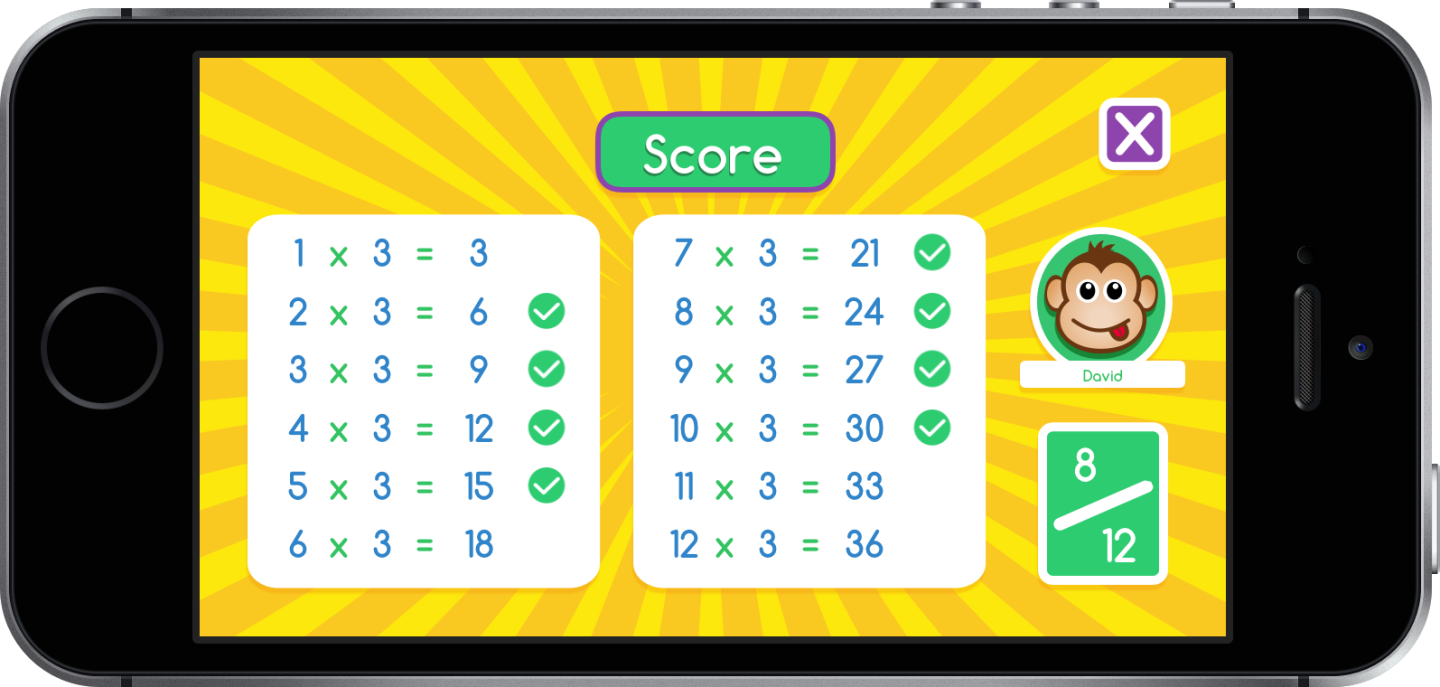 Score
1 x 3 = 3
2 x 3 = 6
3 x 3 = 9
4 x 3 = 12
5 x 3 = 15
6 x 3 = 18
7 x 3 = 21
8 x 3 = 24
9 x 3 = 27
10 x 3 = 30
11 x 3 = 33
12 x 3 = 36
David
8/12